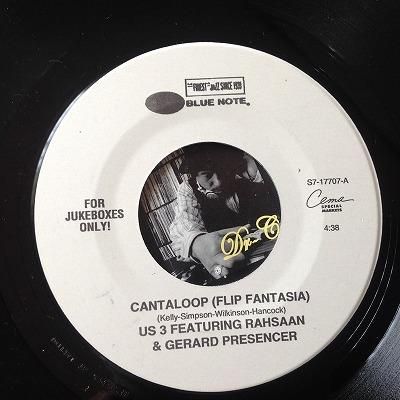 THE FINEST IN JAZZ SINCE 1939
BLUE NOTE®
S7-17707-A
FOR
JUKEBOXES
ONLY!
Cema
SPECIAL
MARKETS
4:38
CANTALOOP (FLIP FANTASIA)
(Kelly-Simpson-Wilkinson-Hancock)
US 3 FEATURING RAHSAAN
& GERARD PRESENCER